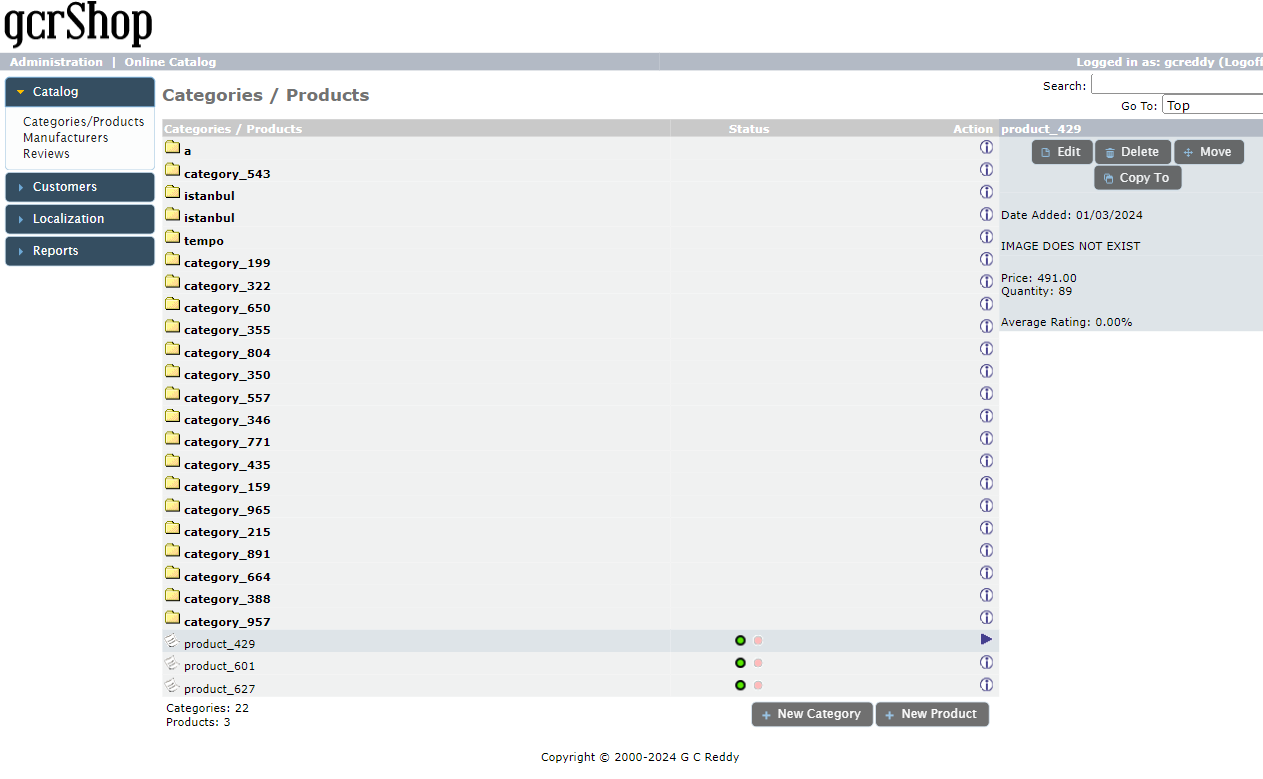 gcrShop
Administration | Online Catalog
Logged in as: gcreddy (Logoff
Catalog
Categories/Products
Manufacturers
Reviews
Customers
Localization
Reports
Categories / Products
Search:
Go To: Top
Categories / Products Status Action
a
category_543
istanbul
istanbul
tempo
category_199
category_322
category_650
category_355
category_804
category_350
category_557
category_346
category_771
category_435
category_159
category_965
category_215
category_891
category_664
category_388
category_957
product_429
product_601
product_627
Categories: 22
Products: 3
New Category New Product
product_429
Edit Delete Move
Copy To
Date Added: 01/03/2024
IMAGE DOES NOT EXIST
Price: 491.00
Quantity: 89
Average Rating: 0.00%
Copyright © 2000-2024 G C Reddy